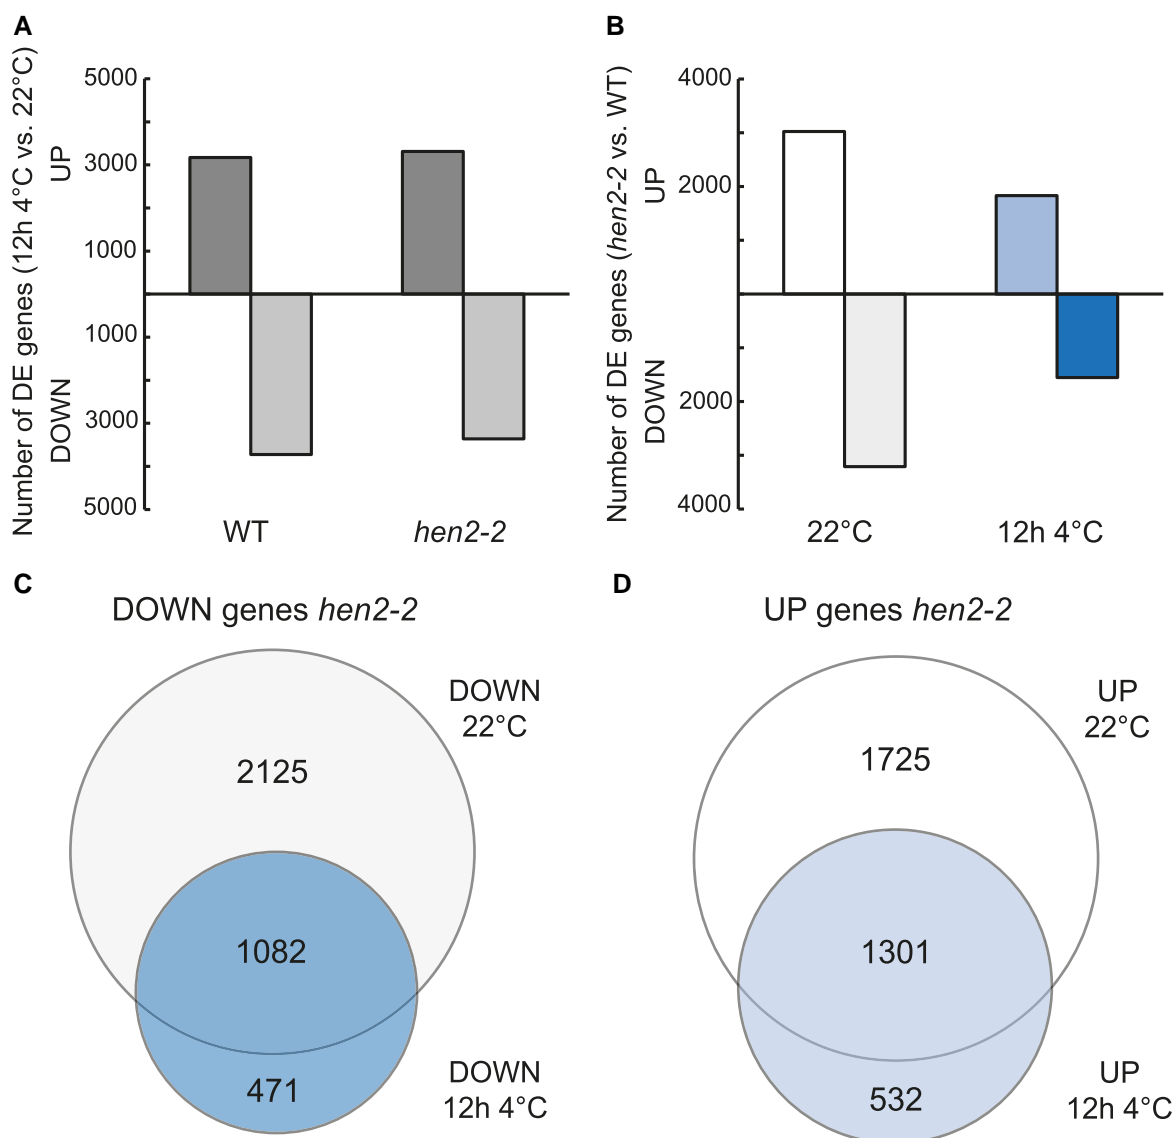 A
Number of DE genes (12h 4°C vs. 22°C)
DOWN
UP
5000
3000
1000
1000
3000
5000
WT
hen2-2
B
Number of DE genes (hen2-2 vs. WT)
DOWN
UP
4000
2000
2000
4000
22°C
12h 4°C
C
DOWN genes hen2-2
DOWN
22°C
2125
1082
471
DOWN
12h 4°C
D
UP genes hen2-2
UP
22°C
1725
1301
532
UP
12h 4°C